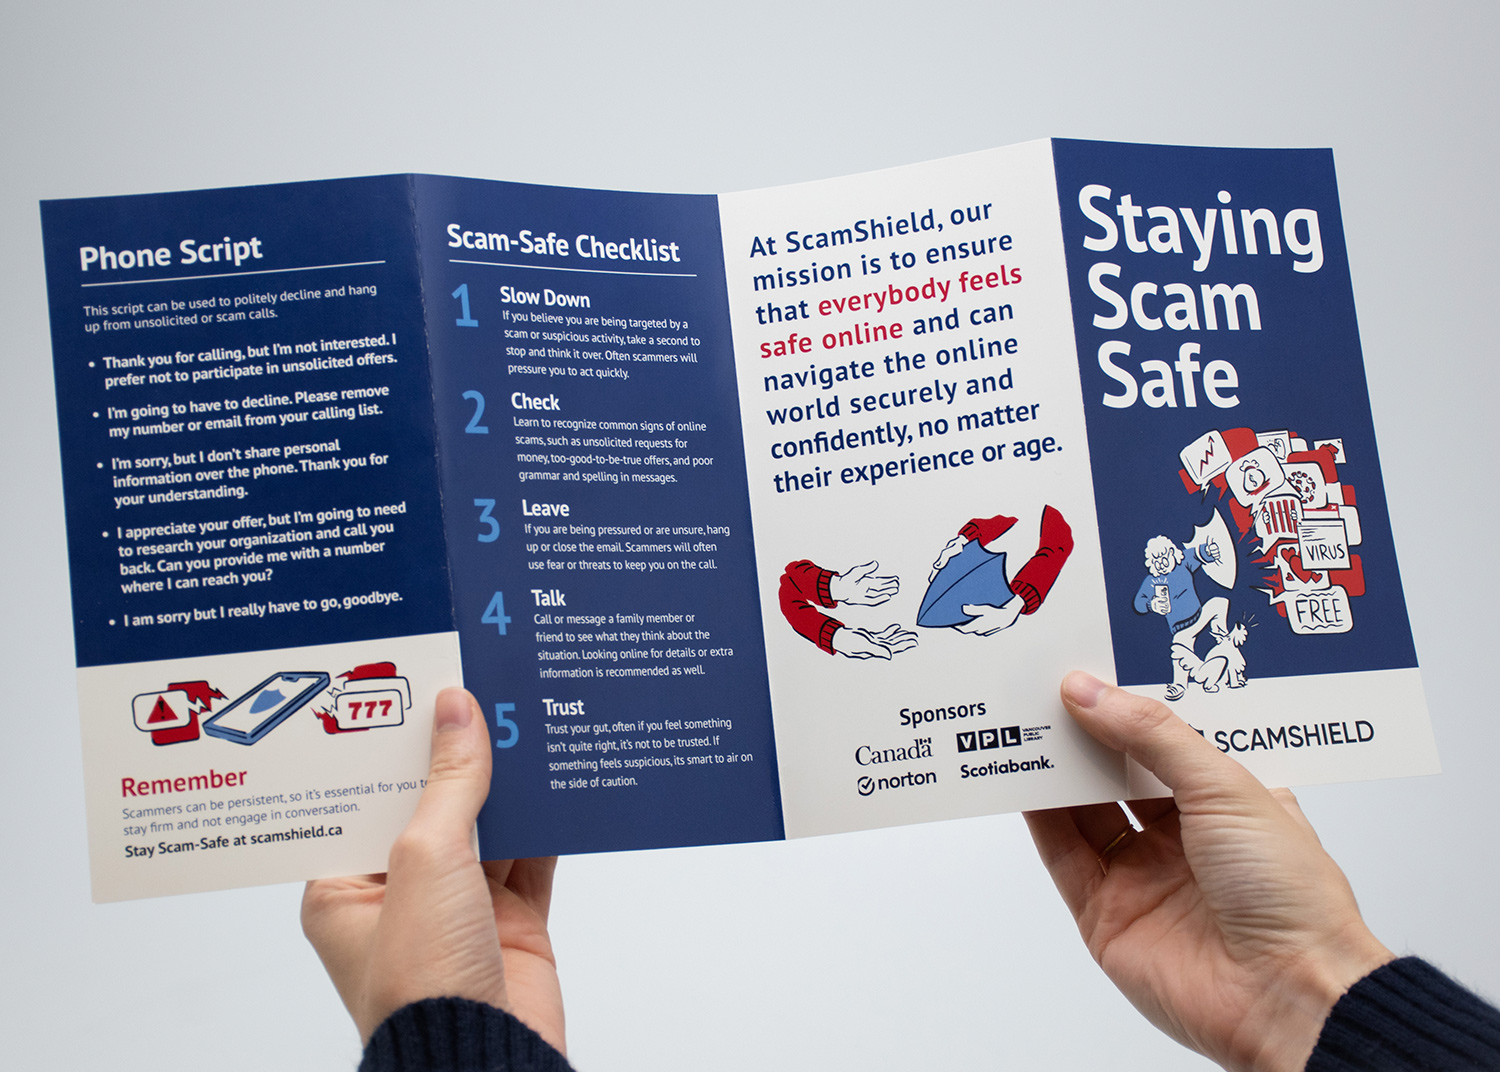 Phone Script
This script can be used to politely decline and hang
up from unsolicited or scam calls.
• Thank you for calling, but I'm not interested. I
prefer not to participate in unsolicited offers.
• I'm going to have to decline. Please remove
my number or email from your calling list.
• I'm sorry, but I don't share personal
information over the phone. Thank you for
your understanding.
• I appreciate your offer, but I'm going to need
to research your organization and call you
back. Can you provide me with a number
where I can reach you?
• I am sorry but I really have to go, goodbye.
777
Remember
Scammers can be persistent, so it's essential for you
stay firm and not engage in conversation.
Stay Scam-Safe at scamshield.ca
Scam-Safe Checklist
1 Slow Down
If you believe you are being targeted by a
scam or suspicious activity, take a second to
stop and think it over. Often scammers will
pressure you to act quickly.
2 Check
Learn to recognize common signs of online
scams, such as unsolicited requests for
money, too-good-to-be-true offers, and poor
grammar and spelling in messages.
3 Leave
If you are being pressured or are unsure, hang
up or close the email. Scammers will often
use fear or threats to keep you on the call.
4 Talk
Call or message a family member or
friend to see what they think about the
situation. Looking online for details or extra
information is recommended as well.
5 Trust
Trust your gut, often if you feel something
isn't quite right, it's not to be trusted. If
something feels suspicious, its smart to air on
the side of caution.
At ScamShield, our
mission is to ensure
that everybody feels
safe online and can
navigate the online
world securely and
confidently, no matter
their experience or age.
Sponsors
Canada
VPL VANCOUVER
PUBLIC
LIBRARY
norton
Scotiabank.
Staying
Scam
Safe
$
VIRUS
FREE
SCAMSHIELD